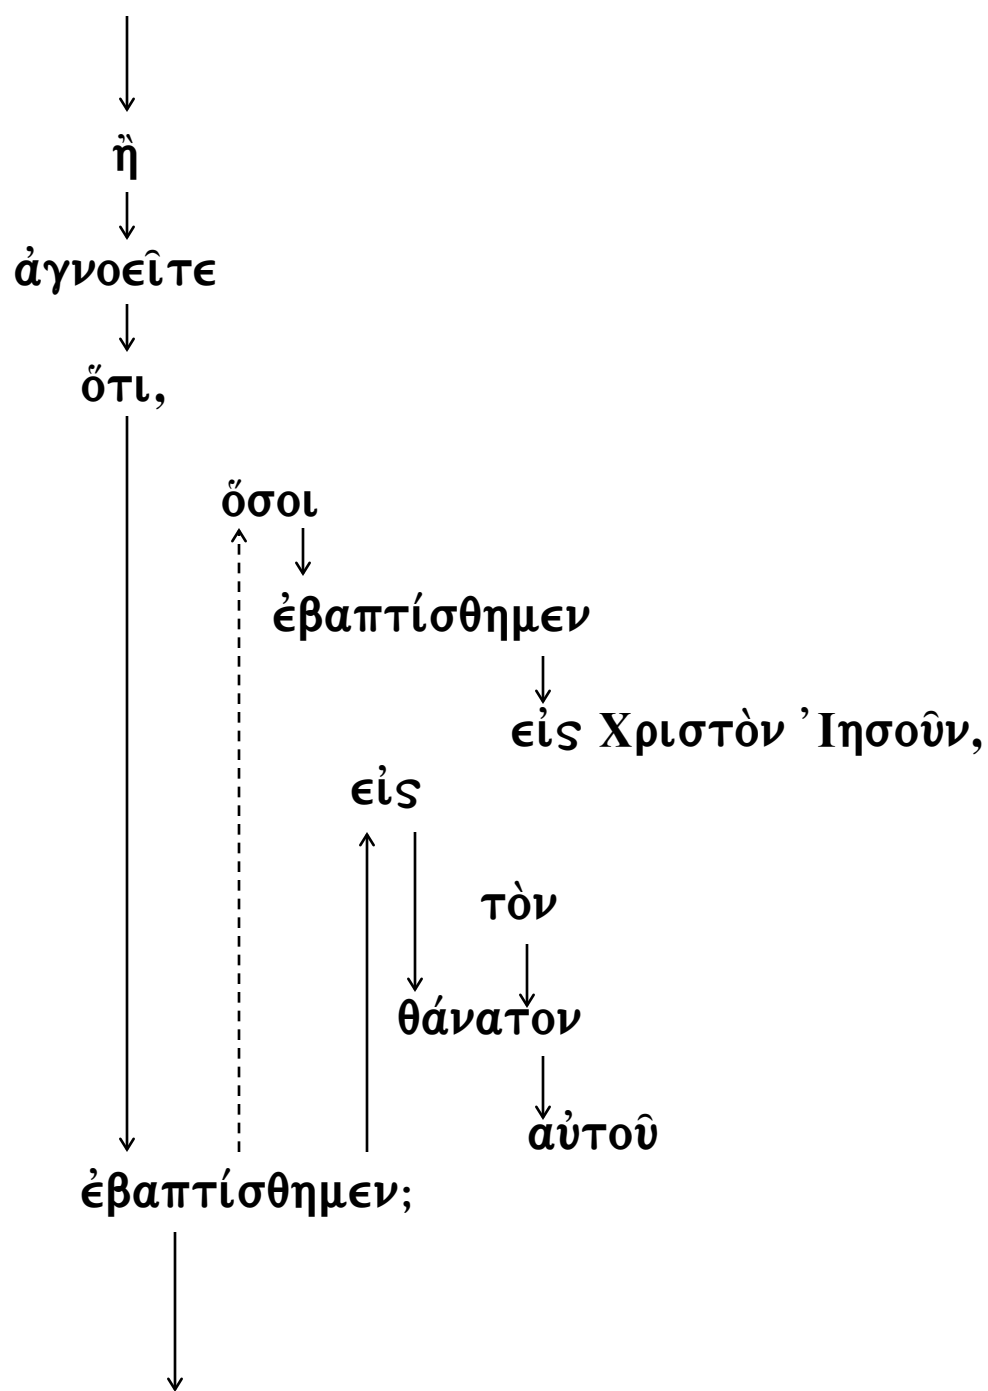 ἢ
ἀγνοεῖτε
ὅτι,
ὅσοι
ἐβαπτίσθημεν
εἰς Χριστὸν Ἰησοῦν,
εἰς
τὸν
θάνατον
αὐτοῦ
ἐβαπτίσθημεν;